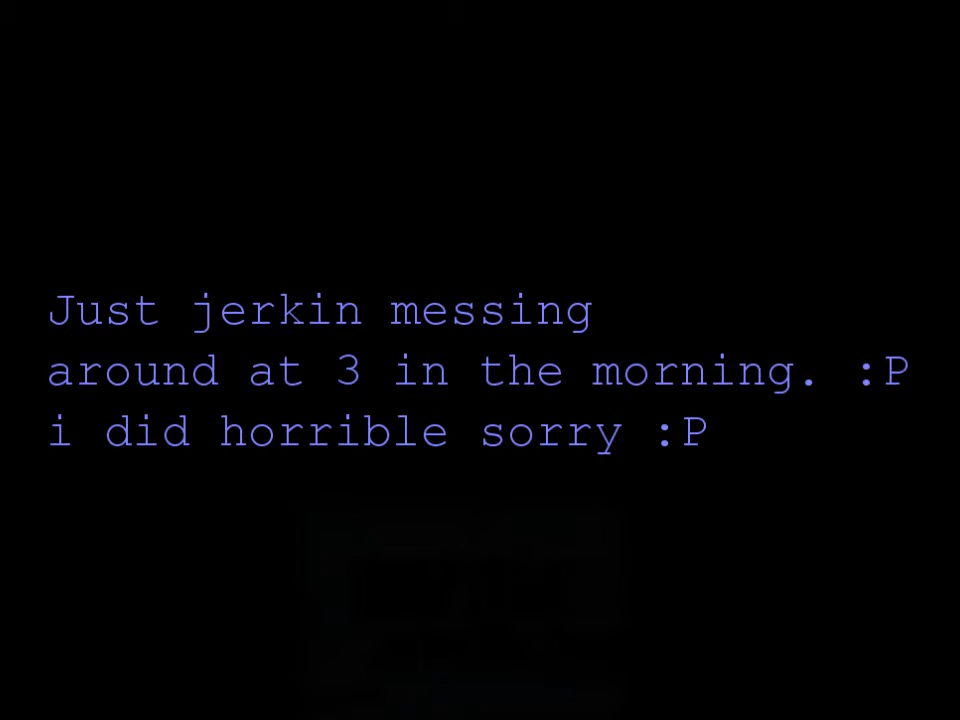 Just jerkin messing
around at 3 in the morning. :P
i did horrible sorry :P